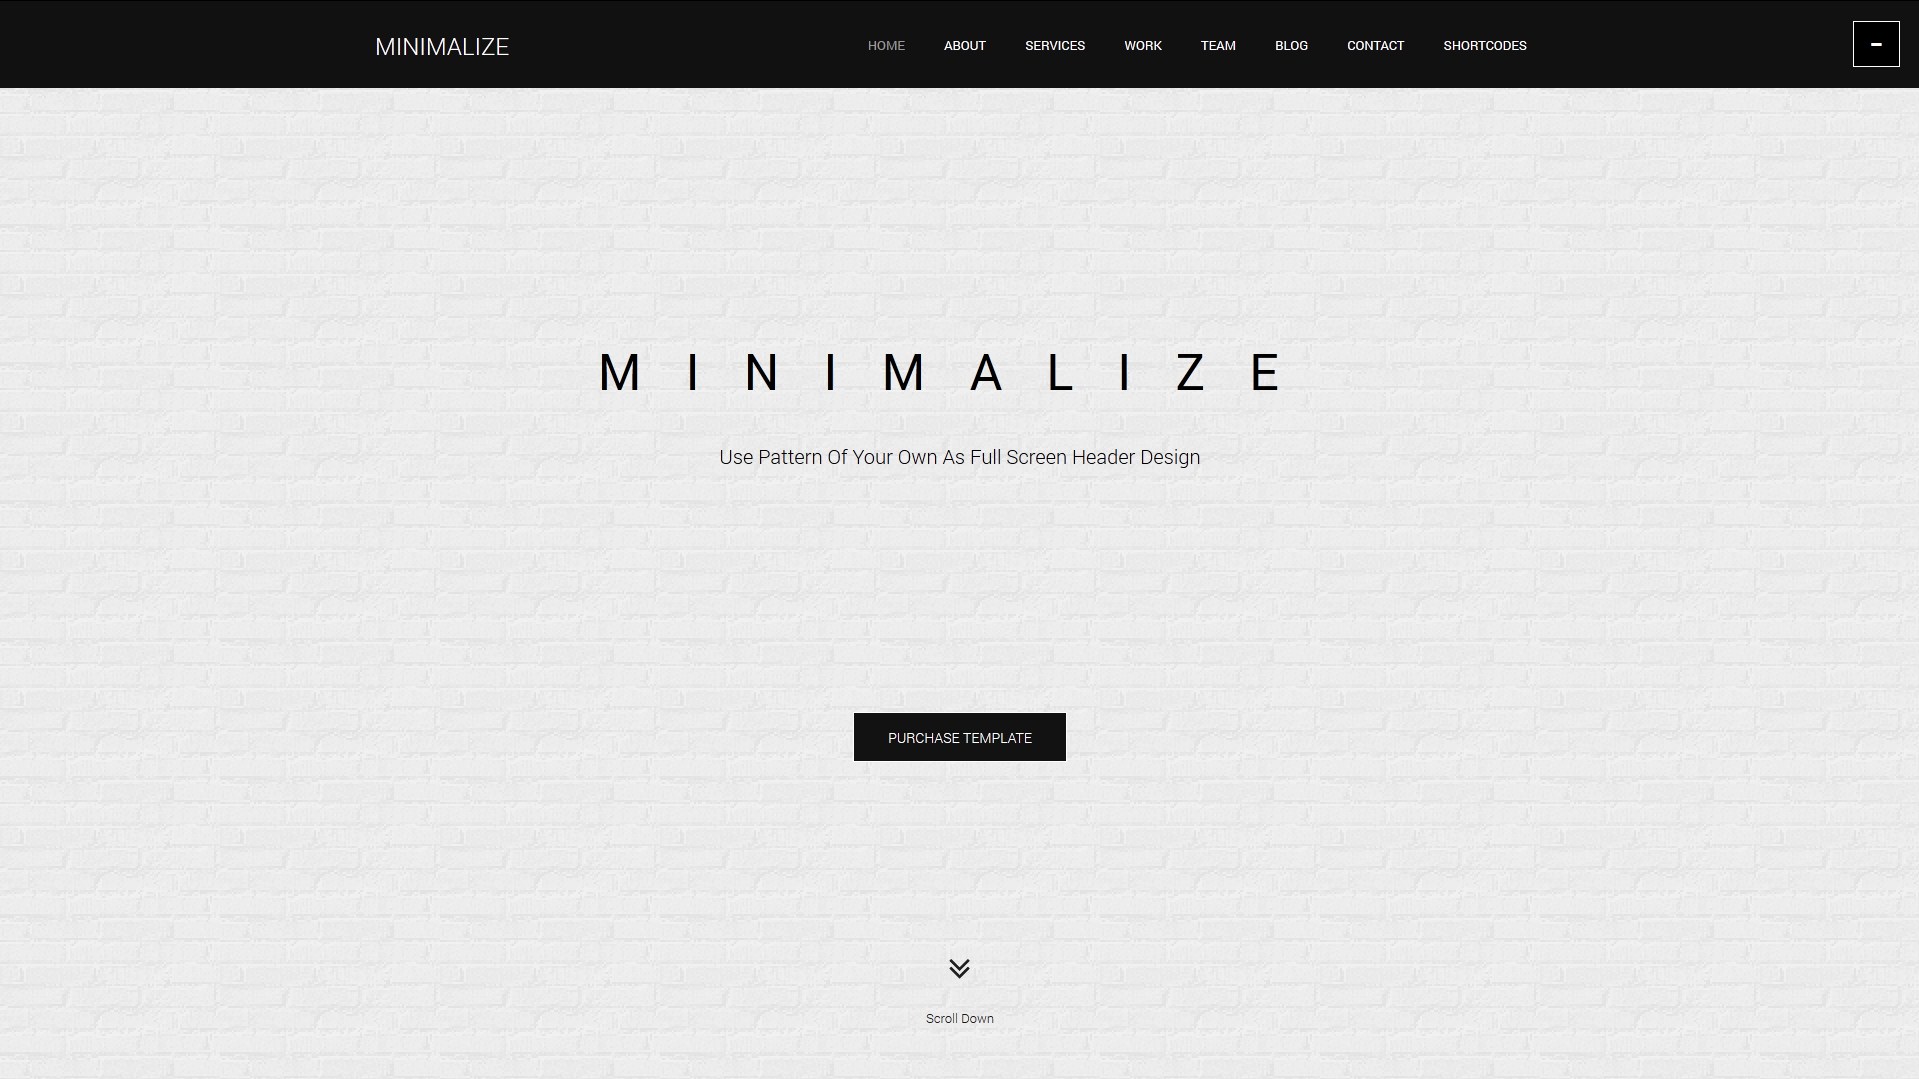 MINIMALIZE
HOME ABOUT SERVICES WORK TEAM BLOG CONTACT SHORTCODES
MINIMALIZE
Use Pattern Of Your Own As Full Screen Header Design
PURCHASE TEMPLATE
Scroll Down